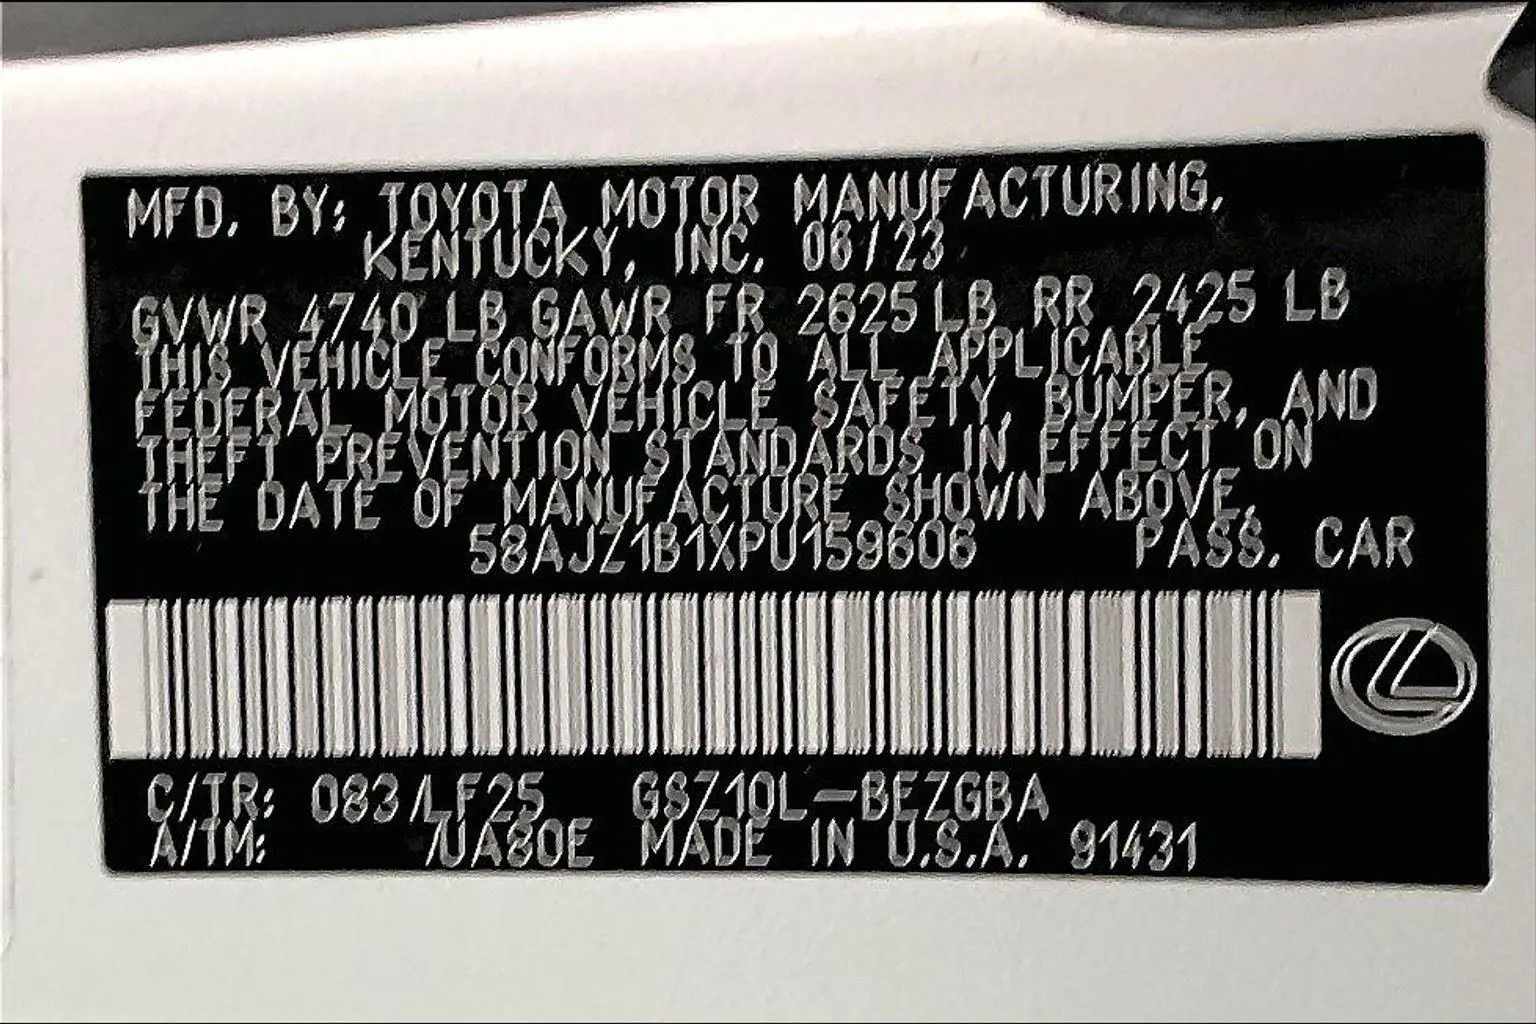 MFD. BY: TOYOTA MOTOR MANUFACTURING,
KENTUCKY, INC. 06/23
GVWR 4740 LB GAWR FR 2625 LB RR 2425 LB
THIS VEHICLE CONFORMS TO ALL APPLICABLE
FEDERAL MOTOR VEHICLE SAFETY, BUMPER, AND
THEFT PREVENTION STANDARDS IN EFFECT ON
THE DATE OF MANUFACTURE SHOWN ABOVE.
58AJZ1B1XPU159606 PASS. CAR
C/TR: 083/LF25 GSZ10L-BEZGBA
A/TM: /UA80E MADE IN U.S.A. 91431